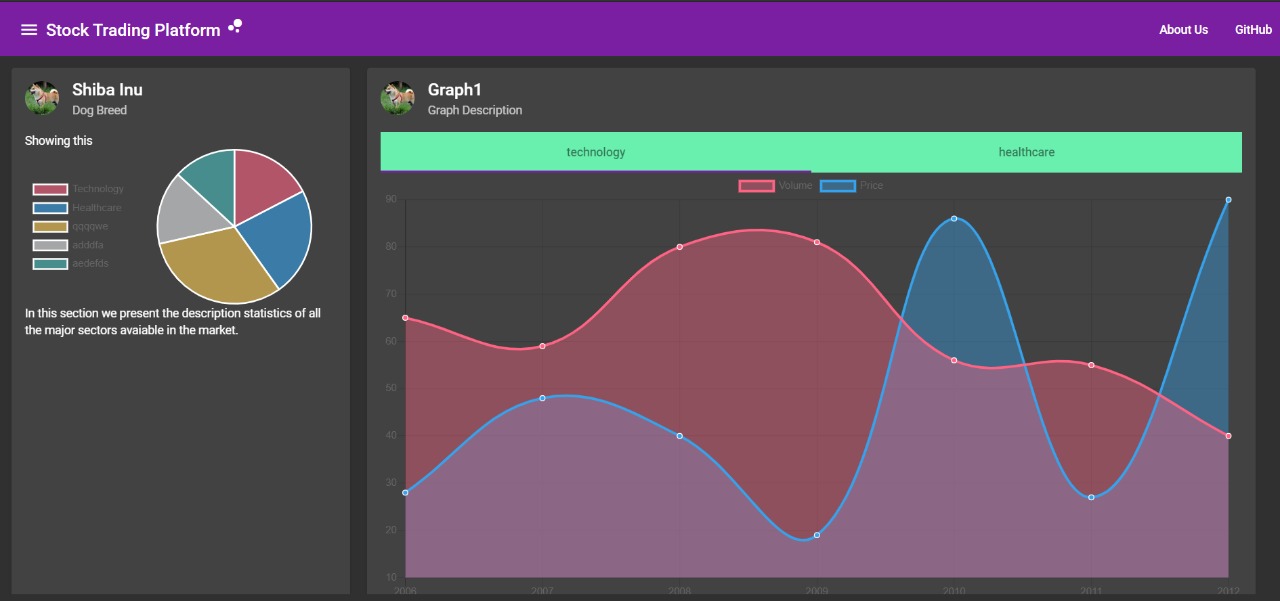 Stock Trading Platform
About Us
GitHub
Shiba Inu
Dog Breed
Showing this
Technology
Healthcare
qqqqwe
adddfa
aedefds
In this section we present the description statistics of all
the major sectors avaiable in the market.
Graph1
Graph Description
technology
healthcare
Volume
Price
90
80
70
60
50
40
30
20
10
2006
2007
2008
2009
2010
2011
2012